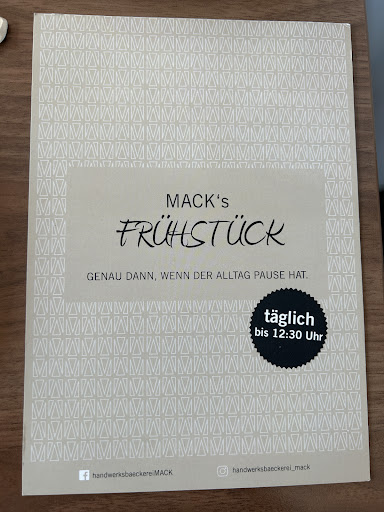 MACK's
FRÜHSTÜCK
GENAU DANN, WENN DER ALLTAG PAUSE HAT.
täglich
bis 12:30 Uhr
handwerksbaeckereiMACK
handwerksbaeckerei_mack